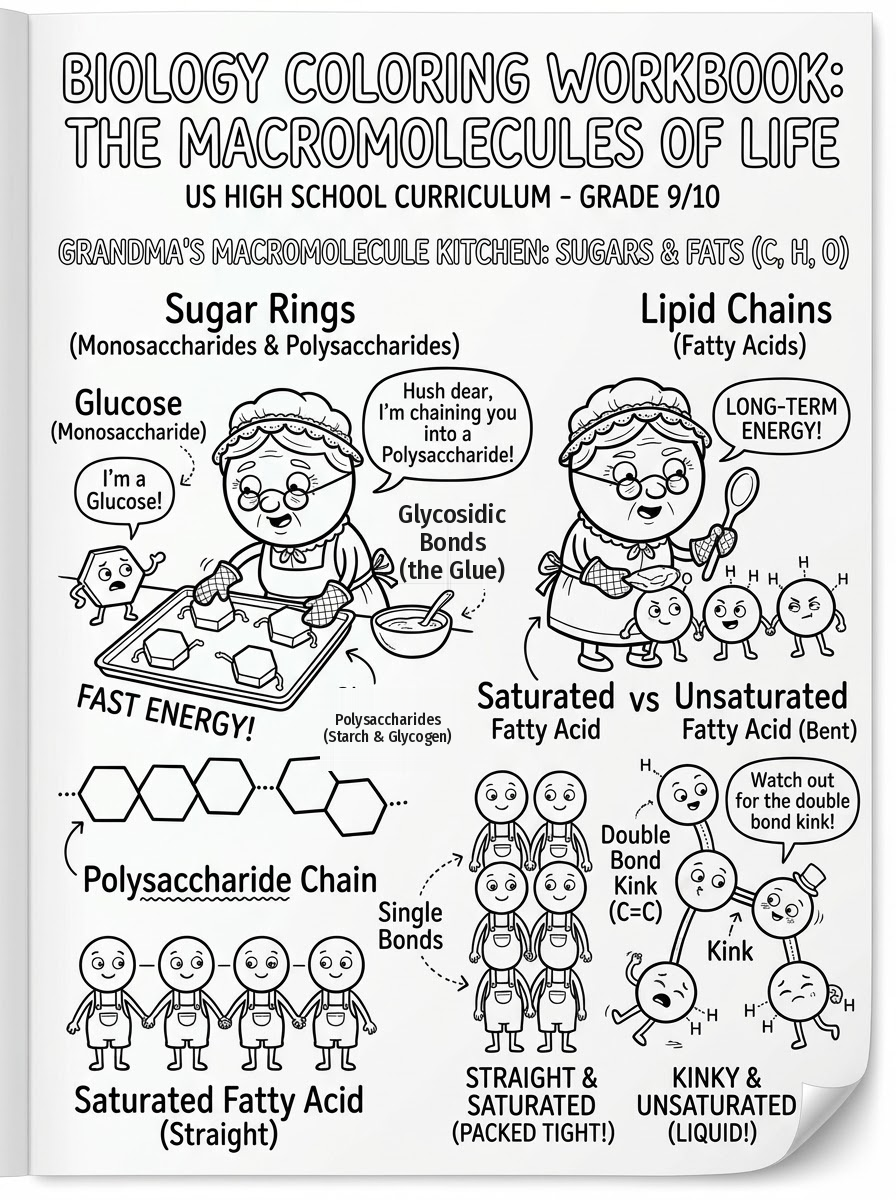 BIOLOGY COLORING WORKBOOK:
THE MACROMOLECULES OF LIFE
US HIGH SCHOOL CURRICULUM - GRADE 9/10
GRANDMA'S MACROMOLECULE KITCHEN: SUGARS & FATS (C, H, O)
Sugar Rings
(Monosaccharides & Polysaccharides)
Glucose
(Monosaccharide)
I'm a
Glucose!
Hush dear,
I'm chaining you
into a
Polysaccharide!
Glycosidic
Bonds
(the Glue)
FAST ENERGY!
Polysaccharides
(Starch & Glycogen)
Polysaccharide Chain
Saturated Fatty Acid
(Straight)
Lipid Chains
(Fatty Acids)
LONG-TERM
ENERGY!
O
H H
H
H
H
Saturated vs Unsaturated
Fatty Acid Fatty Acid (Bent)
Single
Bonds
H
Watch out
for the double
bond kink!
Double
Bond
Kink
(C=C)
Kink
H
H
H
H
H
STRAIGHT &
SATURATED
(PACKED TIGHT!)
KINKY &
UNSATURATED
(LIQUID!)